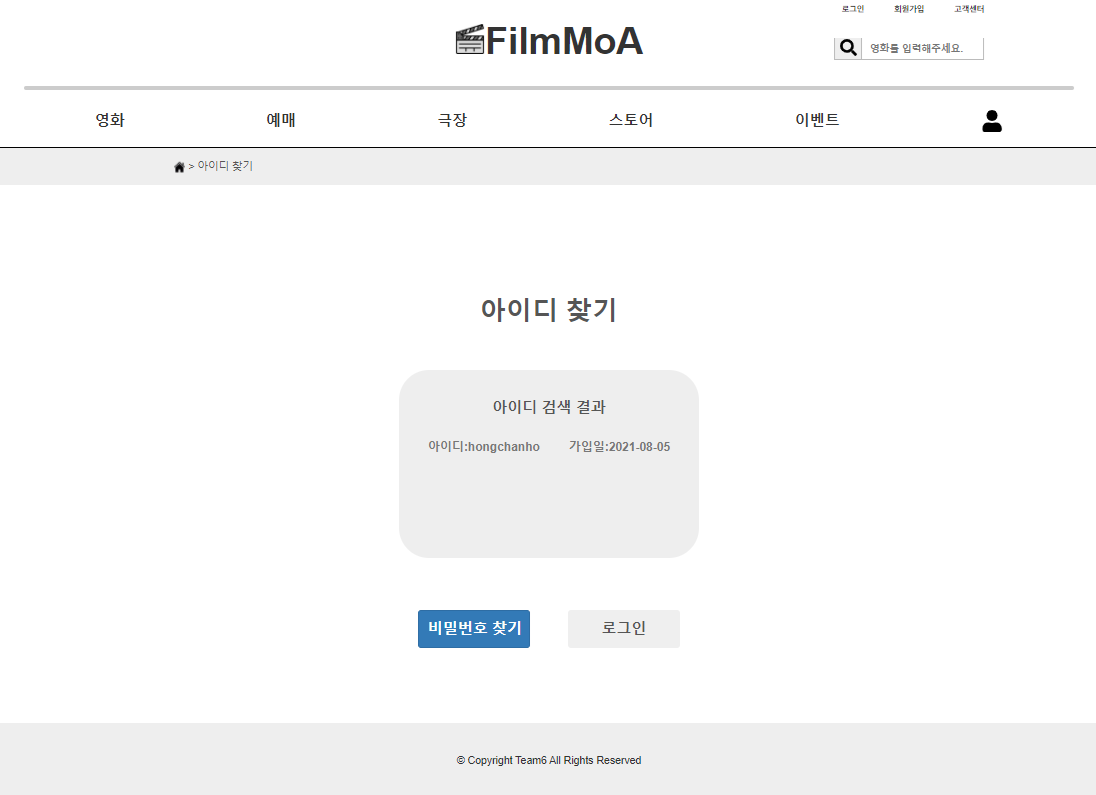 로그인 회원가입 고객센터
FilmMoA
영화를 입력해주세요.
영화 예매 극장 스토어 이벤트
> 아이디 찾기
아이디 찾기
아이디 검색 결과
아이디:hongchanho 가입일:2021-08-05
비밀번호 찾기 로그인
© Copyright Team6 All Rights Reserved